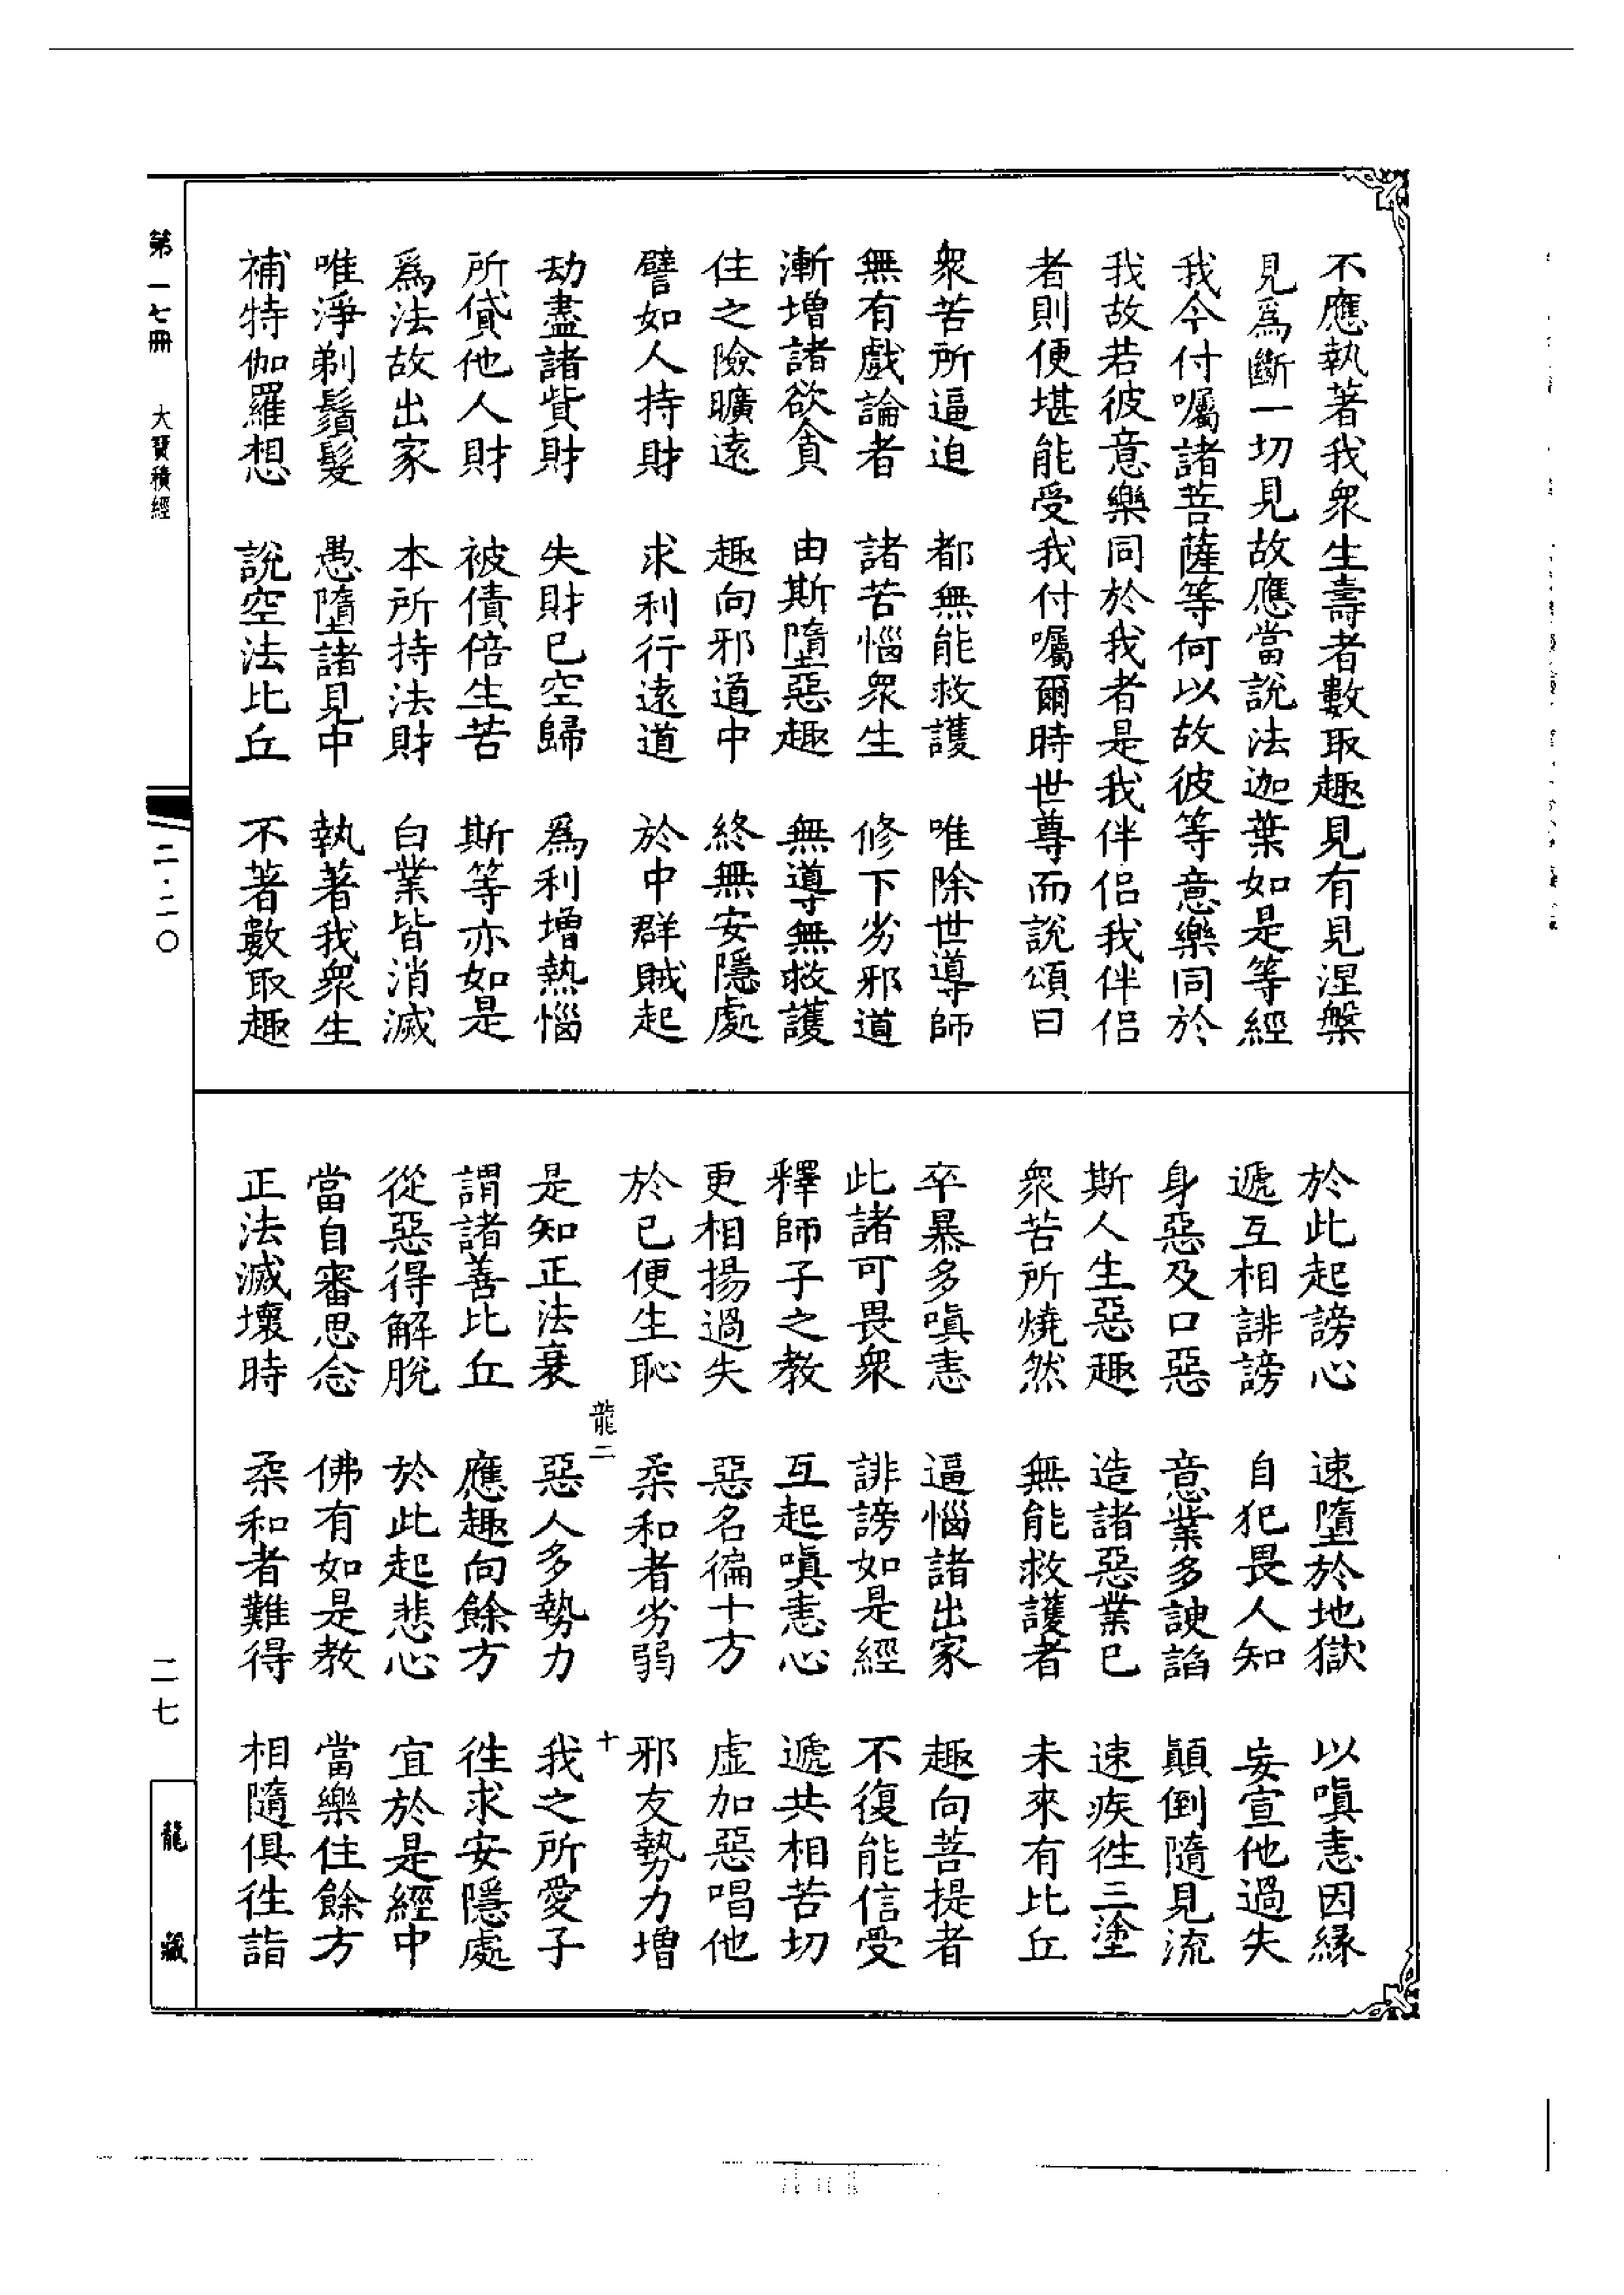 不應執著我衆生壽者數取趣見有見涅槃
見爲斷一切見故應當說法迦葉如是等經
我今付囑諸菩薩等何以故彼等意樂同於
我故若彼意樂同於我者是我伴侶我伴侶
者則便堪能受我付囑爾時世尊而說頌曰
衆苦所逼迫　都無能救護　唯除世導師
無有戲論者　諸苦惱衆生　修下劣邪道
漸增諸欲貪　由斯墮惡趣　無導無救護
住之險曠遠　趣向邪道中　終無安隱處
譬如人持財　求利行遠道　於中群賊起
劫盡諸貲財　失財已空歸　爲利增熱惱
所貸他人財　被債倍生苦　斯等亦如是
爲法故出家　本所持法財　白業皆消滅
唯淨剃鬚髮　愚墮諸見中　執著我衆生
補特伽羅想　說空法比丘　不著數取趣
於此起謗心　速墮於地獄　以嗔恚因緣
遞互相誹謗　自犯畏人知　妄宣他過失
身惡及口惡　意業多諛諂　顛倒隨見流
斯人生惡趣　造諸惡業已　速疾徃三塗
衆苦所燒然　無能救護者　未來有比丘
卒暴多嗔恚　逼惱諸出家　趣向菩提者
此諸可畏衆　誹謗如是經　不復能信受
釋師子之教　互起嗔恚心　遞共相苦切
更相揚過失　惡名徧十方　虛加惡唱他
於已便生恥　柔和者劣弱　邪友勢力增
龍二　十
是知正法衰　惡人多勢力　我之所愛子
謂諸善比丘　應趣向餘方　徃求安隱處
從惡得解脫　於此起悲心　宜於是經中
當自審思念　佛有如是教　當樂住餘方
正法滅壞時　柔和者難得　相隨俱徃詣
第一七冊　大寶積經　二·二〇　二七　龍藏